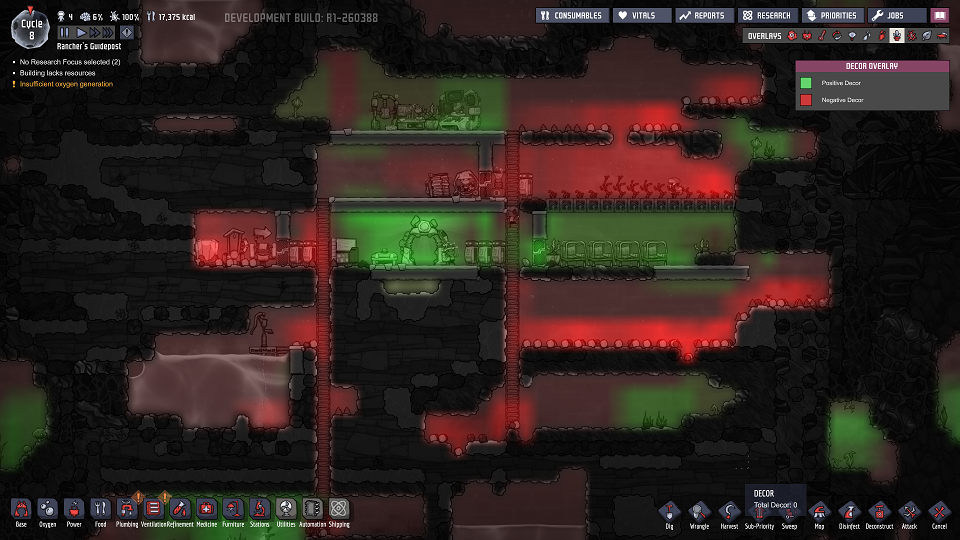 Cycle
8
4 6% 100% 17,375 kcal
DEVELOPMENT BUILD: R1-260388
CONSUMABLES VITALS REPORTS RESEARCH PRIORITIES JOBS
Rancher's Guidepost
OVERLAYS
No Research Focus selected (2)
Building lacks resources
! Insufficient oxygen generation
DECOR OVERLAY
Positive Decor
Negative Decor
DECOR
Total Decor: 0
Base Oxygen Power Food Plumbing Ventilation Refinement Medicine Furniture Stations Utilities Automation Shipping
Dig Wrangle Harvest Sub-Priority Sweep Mop Disinfect Deconstruct Attack Cancel